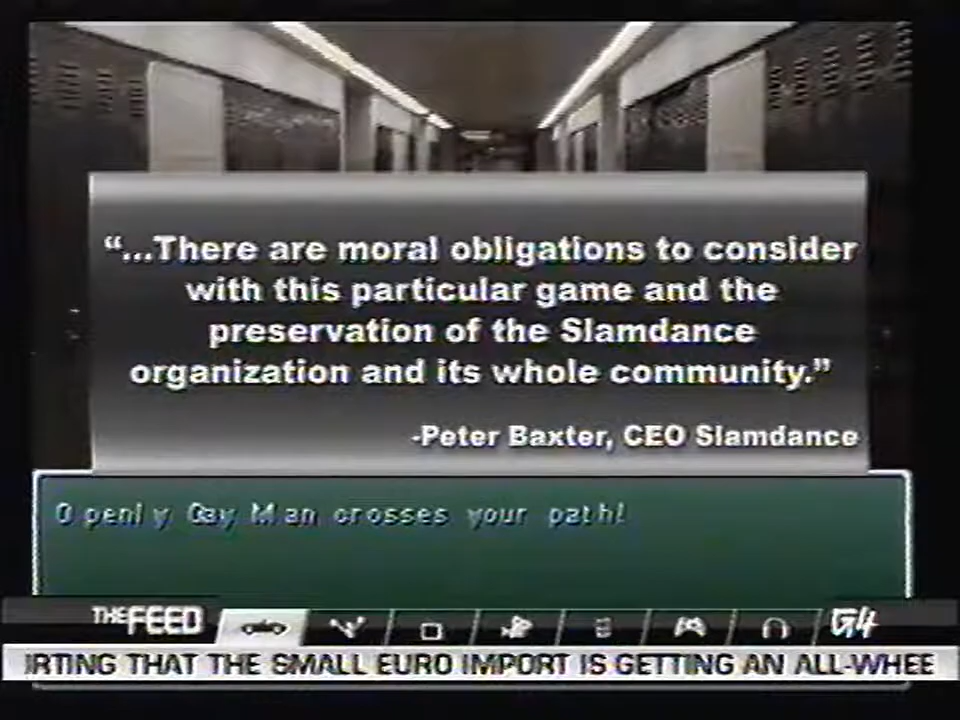 “...There are moral obligations to consider
with this particular game and the
preservation of the Slamdance
organization and its whole community.”
-Peter Baxter, CEO Slamdance
Openly Gay Man crosses your path!
THE FEED
G4
IRTING THAT THE SMALL EURO IMPORT IS GETTING AN ALL-WHEE